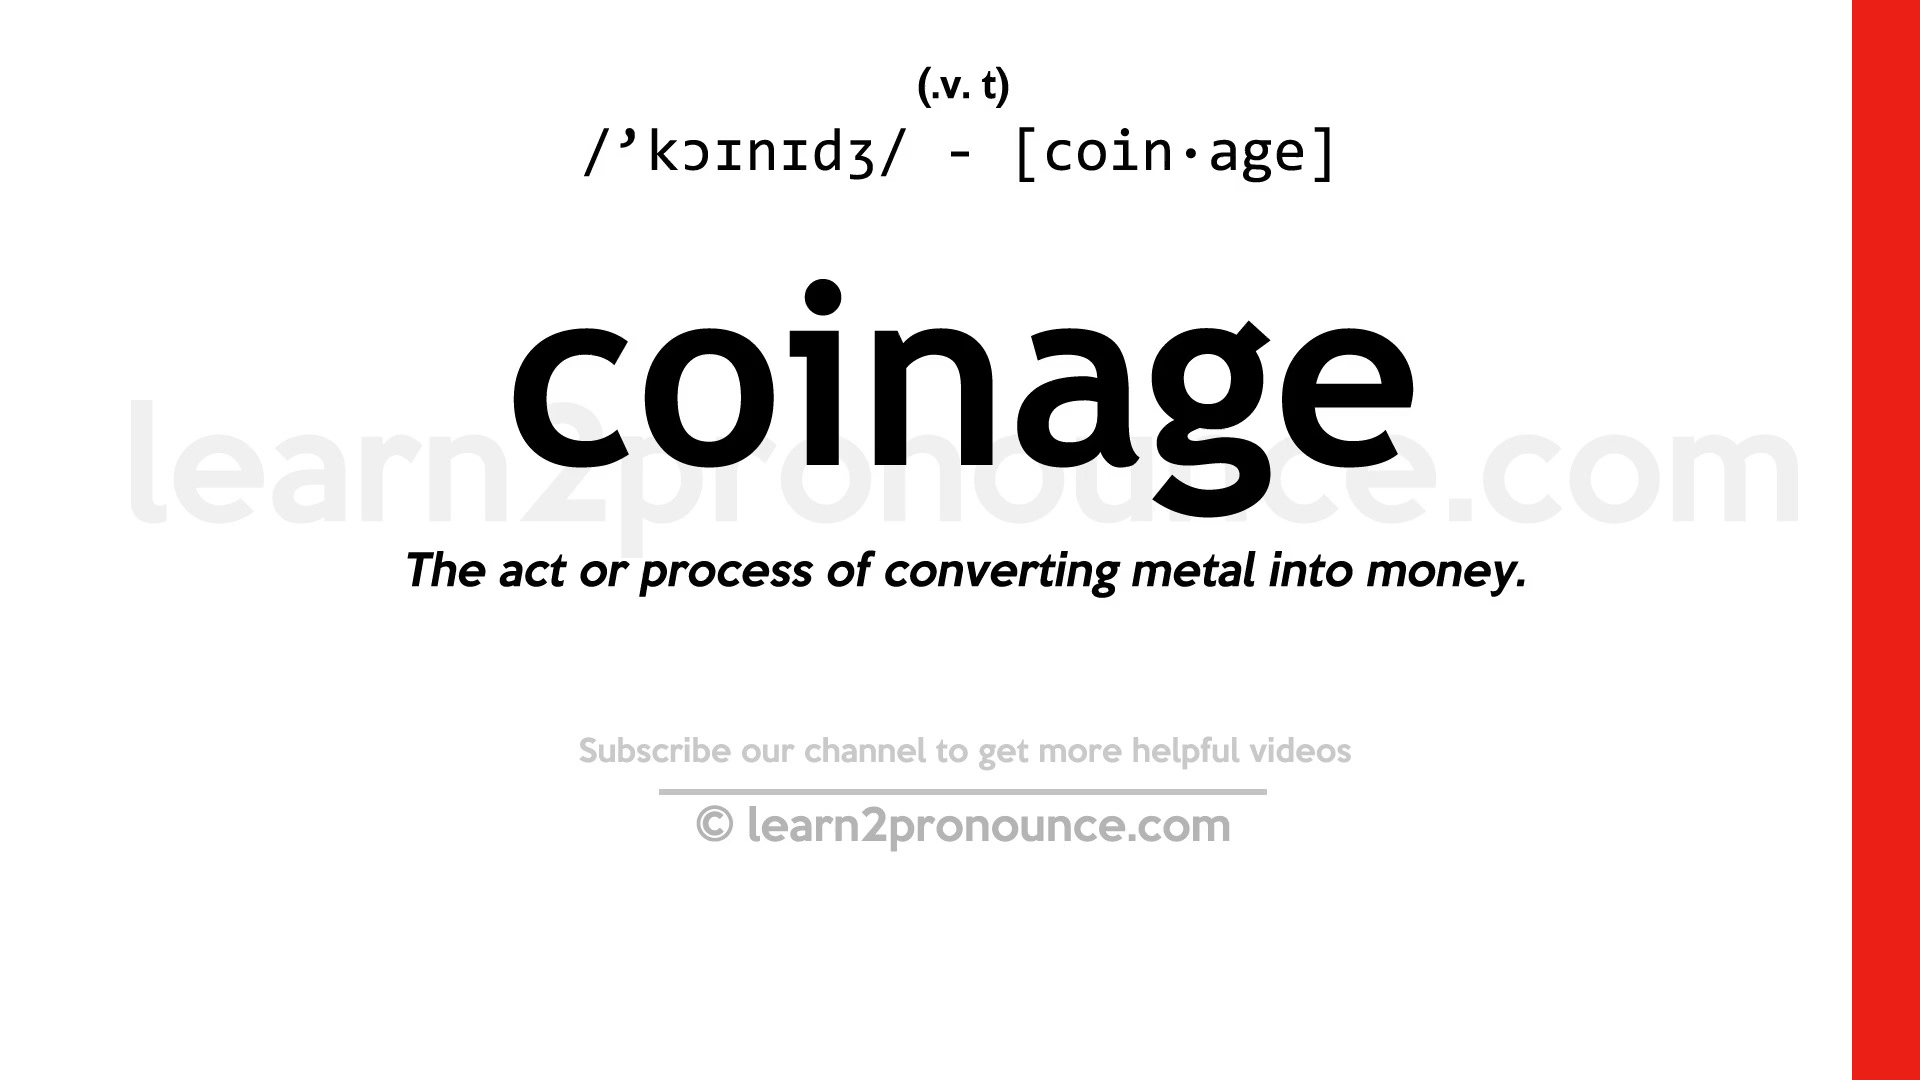 (.v. t)
/’kɔɪnɪdʒ/ - [coin·age]
coinage
learn2pronounce.com
The act or process of converting metal into money.
Subscribe our channel to get more helpful videos
© learn2pronounce.com